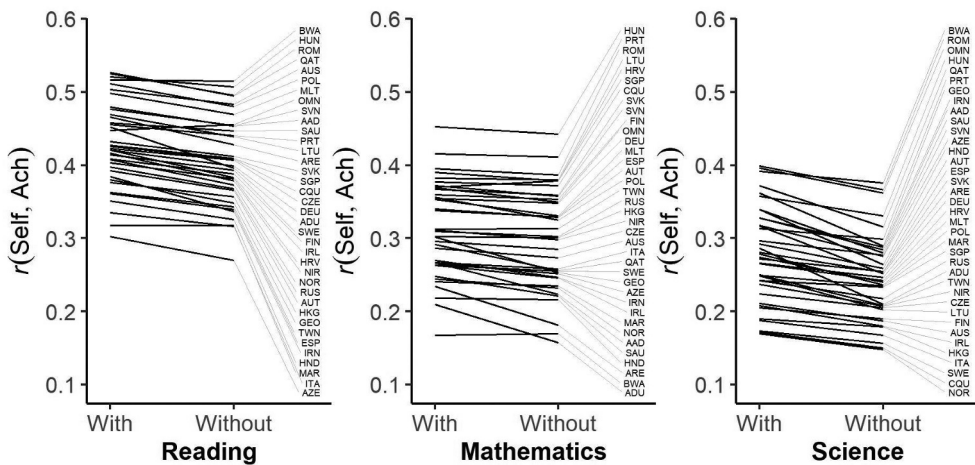 0.6
0.5
0.4
0.3
0.2
0.1
r(Self, Ach)
With
Without
Reading
BWA
HUN
ROM
QAT
AUS
POL
MLT
OMN
SVN
AAD
SAU
PRT
LTU
ARE
SVK
SGP
CQU
CZE
DEU
ADU
SWE
FIN
IRL
HRV
NIR
NOR
RUS
AUT
HKG
GEO
TWN
ESP
IRN
HND
MAR
ITA
AZE
0.6
0.5
0.4
0.3
0.2
0.1
r(Self, Ach)
With
Without
Mathematics
HUN
PRT
ROM
LTU
HRV
SGP
CQU
SVK
SVN
FIN
OMN
DEU
MLT
ESP
AUT
POL
TWN
RUS
HKG
NIR
CZE
AUS
ITA
QAT
SWE
GEO
AZE
IRN
IRL
MAR
NOR
AAD
SAU
HND
ARE
BWA
ADU
0.6
0.5
0.4
0.3
0.2
0.1
r(Self, Ach)
With
Without
Science
BWA
ROM
OMN
HUN
QAT
PRT
GEO
IRN
AAD
SAU
SVN
AZE
HND
AUT
ESP
SVK
ARE
DEU
HRV
MLT
POL
MAR
SGP
RUS
ADU
TWN
NIR
CZE
LTU
FIN
AUS
IRL
HKG
ITA
SWE
CQU
NOR